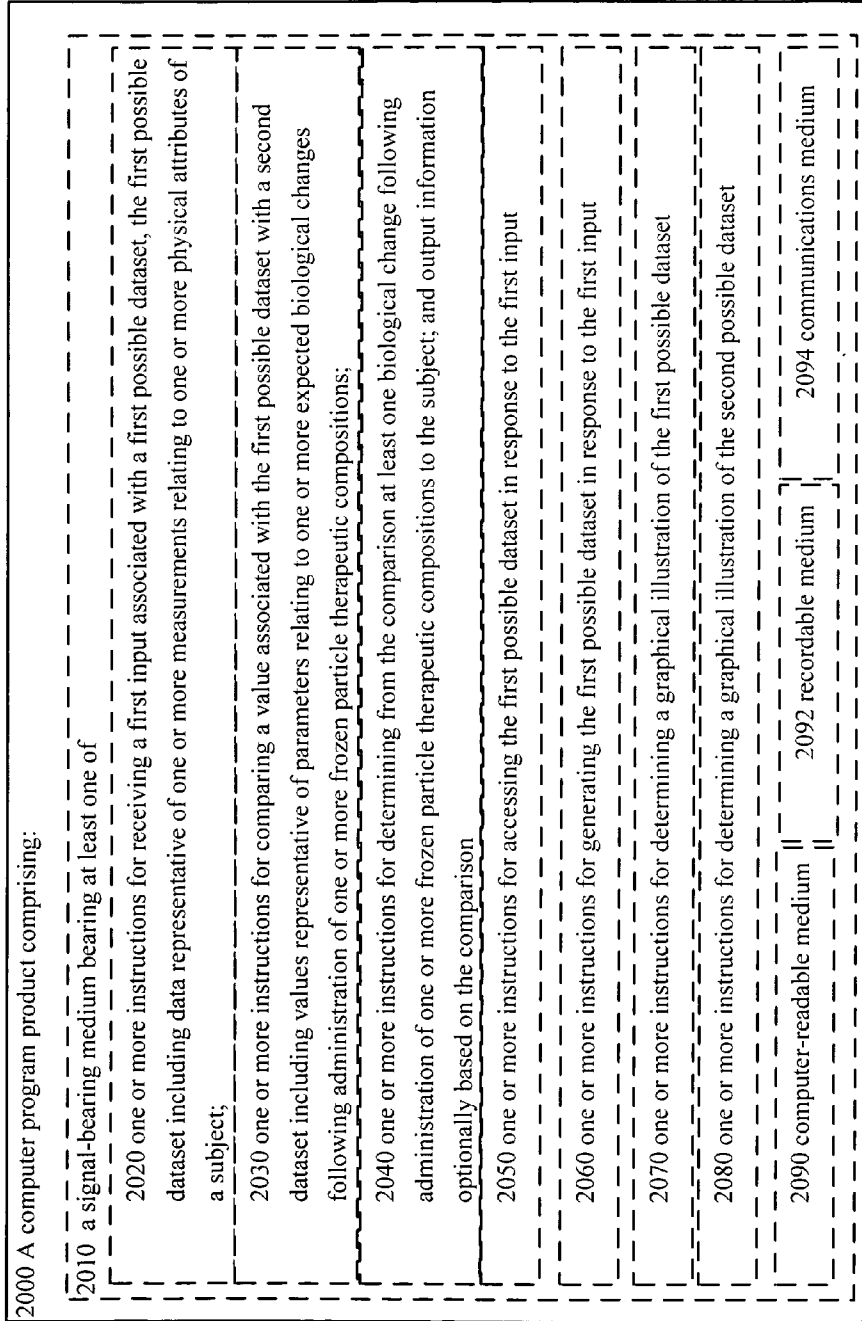 2000 A computer program product comprising:
2010 a signal-bearing medium bearing at least one of
2020 one or more instructions for receiving a first input associated with a first possible dataset, the first possible
dataset including data representative of one or more measurements relating to one or more physical attributes of
a subject;
2030 one or more instructions for comparing a value associated with the first possible dataset with a second
dataset including values representative of parameters relating to one or more expected biological changes
following administration of one or more frozen particle therapeutic compositions;
2040 one or more instructions for determining from the comparison at least one biological change following
administration of one or more frozen particle therapeutic compositions to the subject; and output information
optionally based on the comparison
2050 one or more instructions for accessing the first possible dataset in response to the first input
2060 one or more instructions for generating the first possible dataset in response to the first input
2070 one or more instructions for determining a graphical illustration of the first possible dataset
2080 one or more instructions for determining a graphical illustration of the second possible dataset
2090 computer-readable medium
2092 recordable medium
2094 communications medium